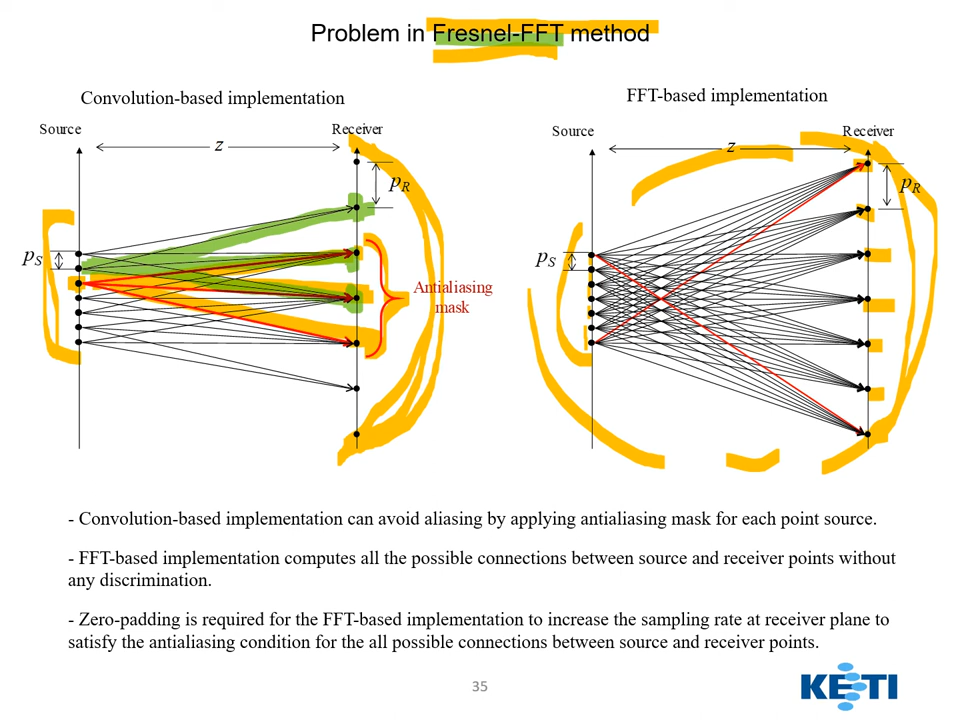 Problem in Fresnel-FFT method
Convolution-based implementation
FFT-based implementation
Source
Receiver
z
pR
pS
Antialiasing
mask
Source
Receiver
z
pR
pS
- Convolution-based implementation can avoid aliasing by applying antialiasing mask for each point source.
- FFT-based implementation computes all the possible connections between source and receiver points without
any discrimination.
- Zero-padding is required for the FFT-based implementation to increase the sampling rate at receiver plane to
satisfy the antialiasing condition for the all possible connections between source and receiver points.
35
KETI